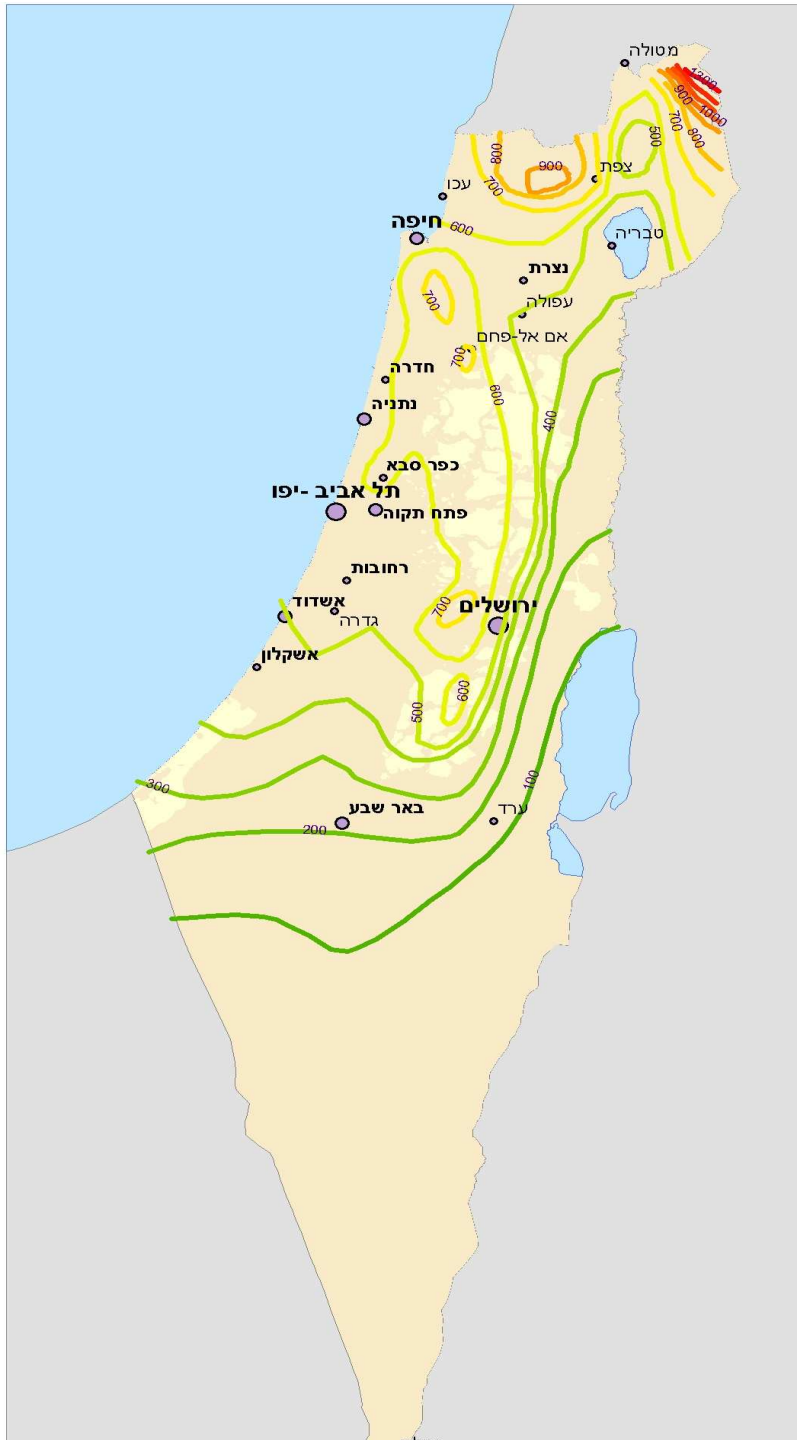 מטולה
1200
900
1000
800
700
500
800
900
צפת
700
עכו
600
חיפה
טבריה
נצרת
700
עפולה
אם אל-פחם
700
חדרה
600
נתניה
400
כפר סבא
תל אביב -יפו
פתח תקוה
רחובות
ירושלים
700
אשדוד
גדרה
אשקלון
600
500
300
100
באר שבע
ערד
200